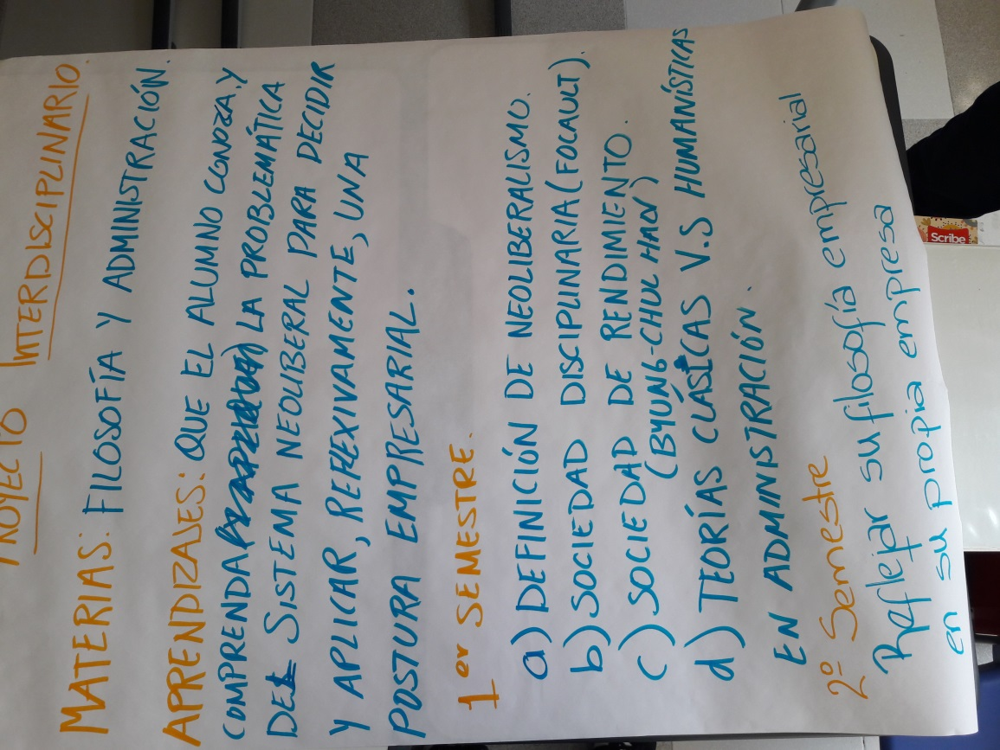 PROYECTO INTERDISCIPLINARIO.
MATERIAS: FILOSOFÍA Y ADMINISTRACIÓN.
APRENDIZAJES: QUE EL ALUMNO CONOZA, Y
COMPRENDA LA PROBLEMÁTICA
DEL SISTEMA NEOLIBERAL PARA DECIDIR
Y APLICAR, REFLEXIVAMENTE, UNA
POSTURA EMPRESARIAL.
1er SEMESTRE.
a) DEFINICIÓN DE NEOLIBERALISMO.
b) SOCIEDAD DISCIPLINARIA (FOCAULT).
c) SOCIEDAD DE RENDIMIENTO.
(BYUNG-CHUL HAN)
d) TEORÍAS CLÁSICAS V.S HUMANÍSTICAS
EN ADMINISTRACIÓN.
2º Semestre
Reflejar su filosofía empresarial
en su propia empresa
Scribe